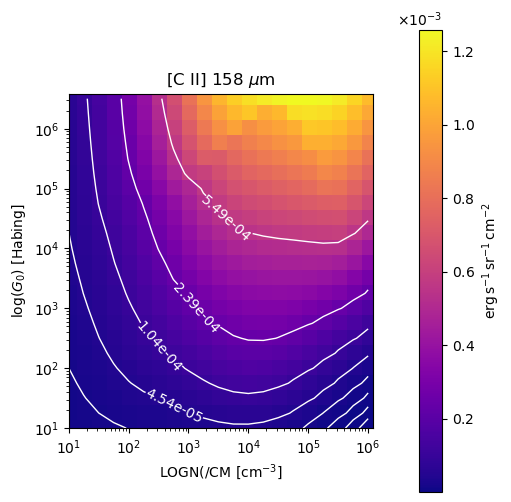 ×10⁻³
[C II] 158 μm
10⁶
10⁵
10⁴
10³
10²
10¹
log(G₀) [Habing]
5.49e-04
2.39e-04
1.04e-04
4.54e-05
10¹ 10² 10³ 10⁴ 10⁵ 10⁶
LOGN(/CM [cm⁻³]
1.2
1.0
0.8
0.6
0.4
0.2
erg s⁻¹ sr⁻¹ cm⁻²